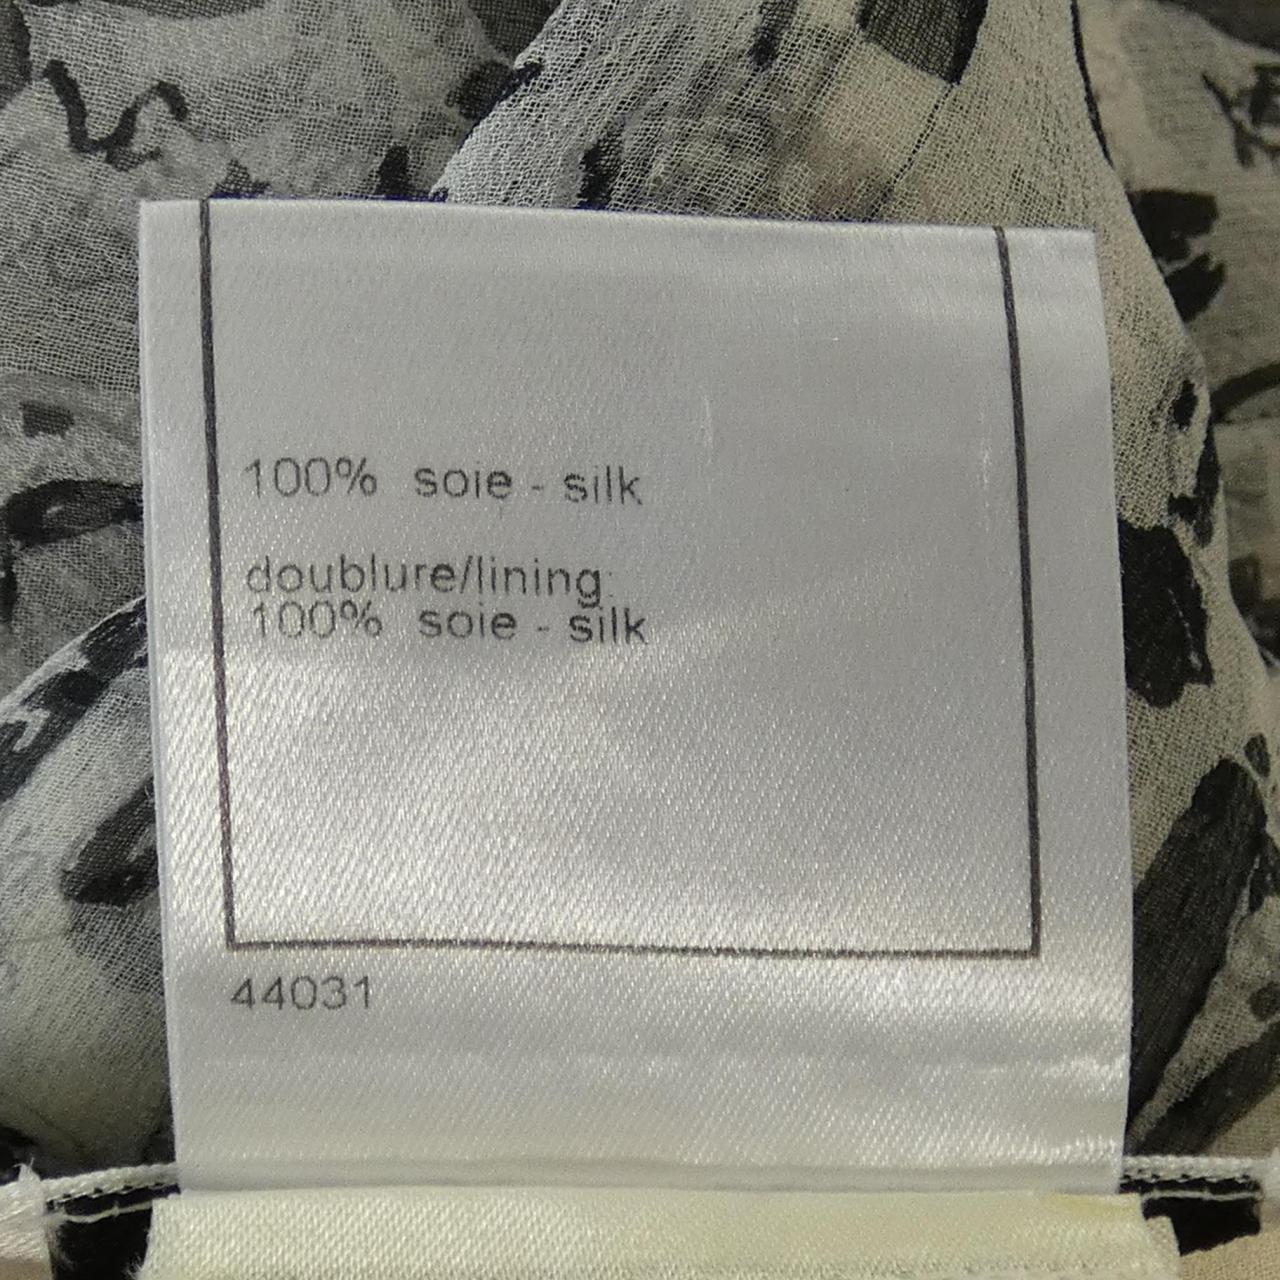 100% soie - silk
doublure/lining:
100% soie - silk
44031